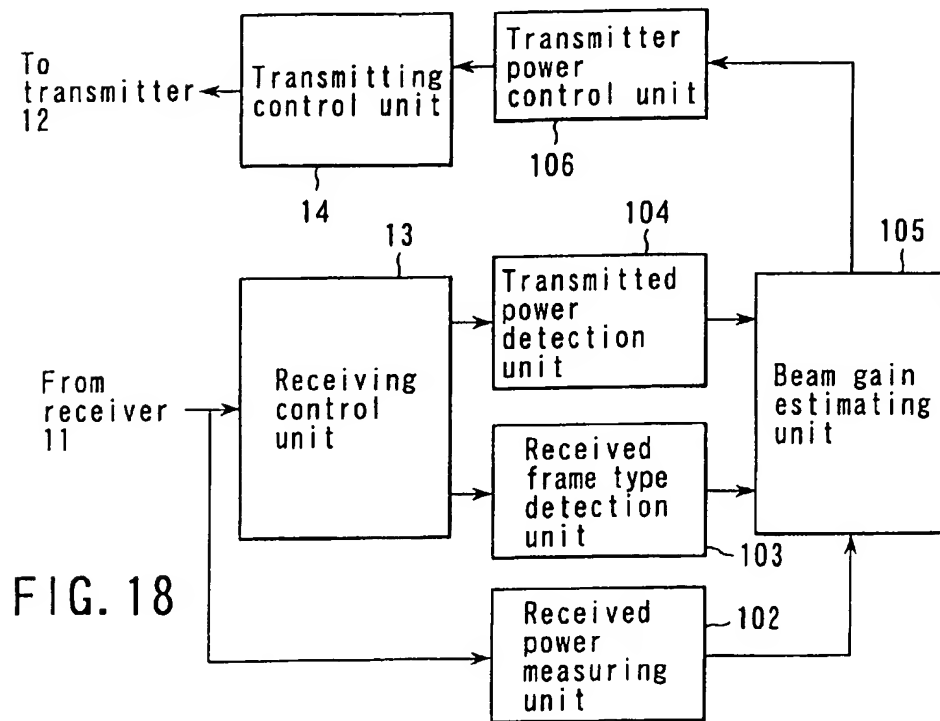 To
transmitter
12
Transmitting
control unit
14
Transmitter
power
control unit
106
13
104
105
From
receiver
11
Receiving
control
unit
Transmitted
power
detection
unit
Beam gain
estimating
unit
Received
frame type
detection
unit
103
FIG. 18
Received
power
measuring
unit
102